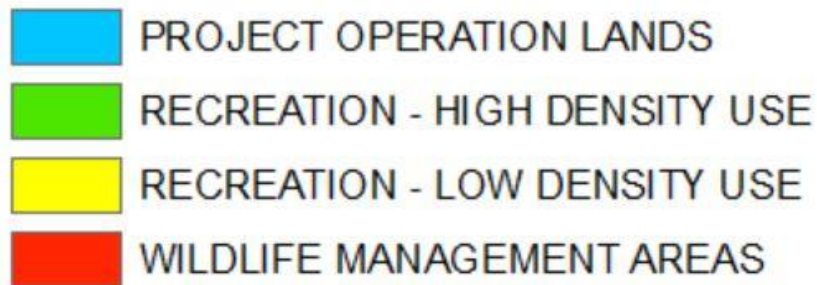 PROJECT OPERATION LANDS
RECREATION - HIGH DENSITY USE
RECREATION - LOW DENSITY USE
WILDLIFE MANAGEMENT AREAS